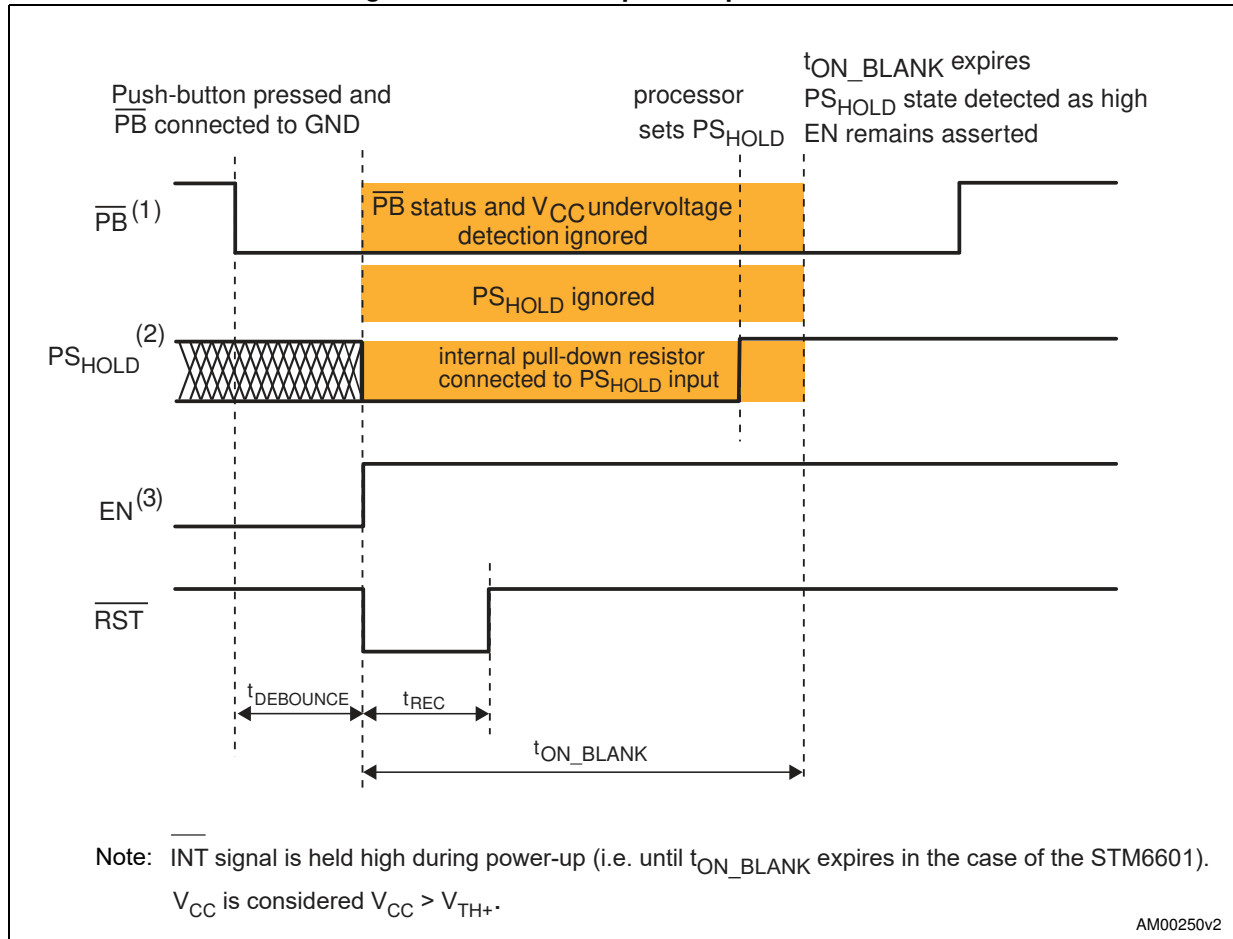 Push-button pressed and
PB connected to GND
processor
sets PSHOLD
tON_BLANK expires
PSHOLD state detected as high
EN remains asserted
PB(1)
PB status and VCC undervoltage
detection ignored
PSHOLD ignored
PSHOLD(2)
internal pull-down resistor
connected to PSHOLD input
EN(3)
RST
tDEBOUNCE
tREC
tON_BLANK
Note: INT signal is held high during power-up (i.e. until tON_BLANK expires in the case of the STM6601).
VCC is considered VCC > VTH+.
AM00250v2